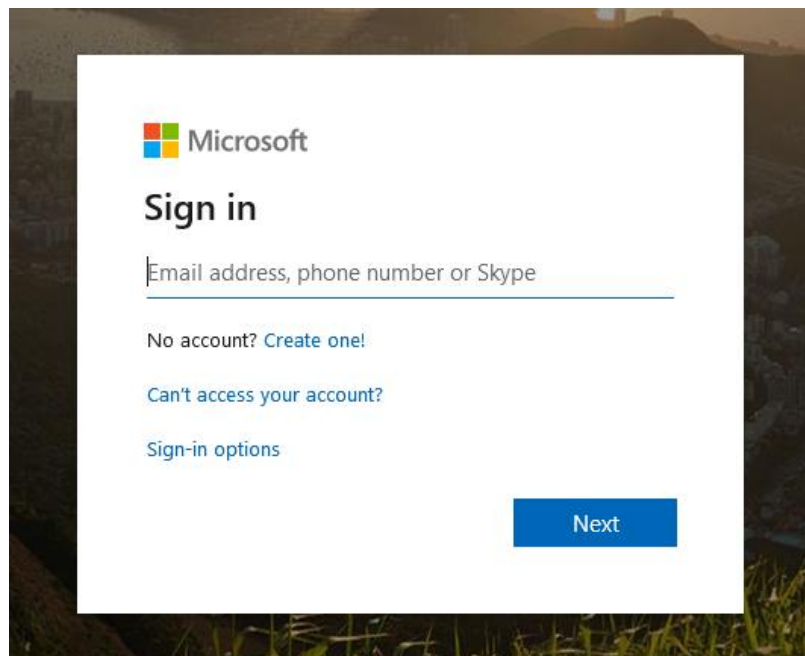 Microsoft
Sign in
Email address, phone number or Skype
No account? Create one!
Can't access your account?
Sign-in options
Next